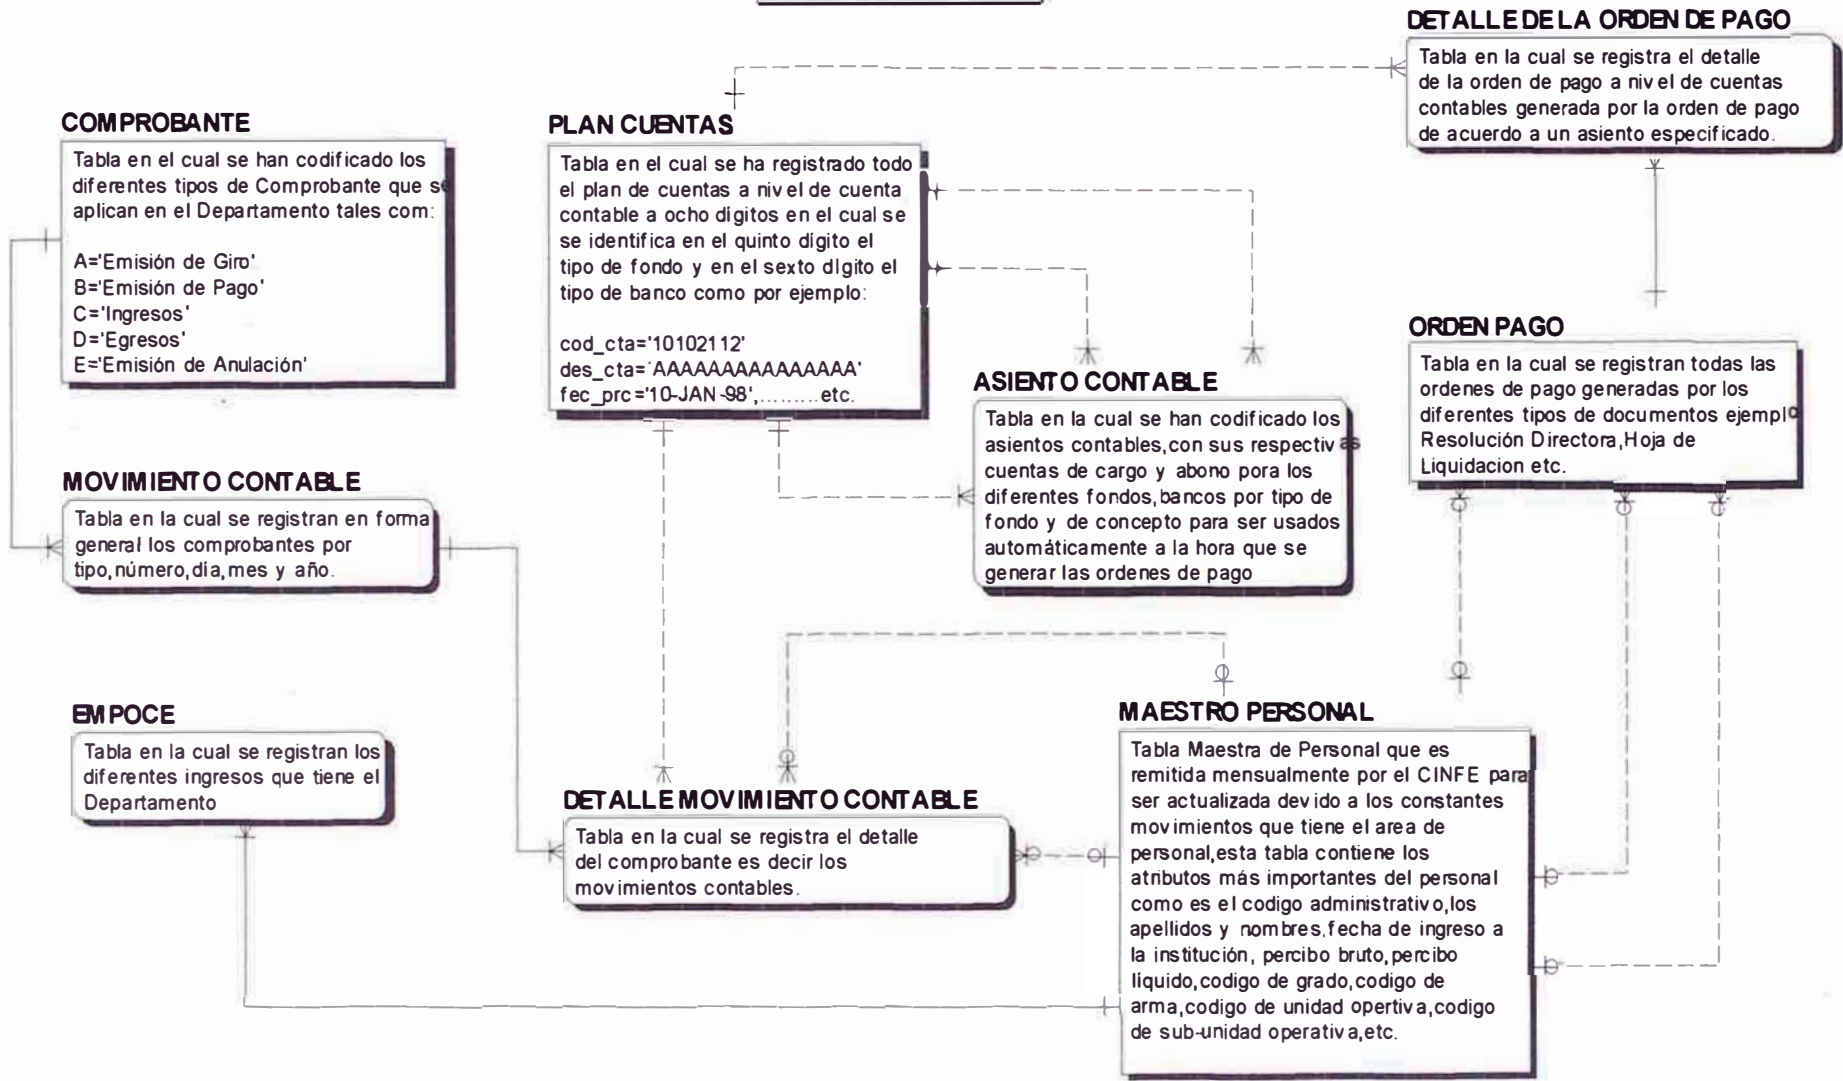 DETALLE DE LA ORDEN DE PAGO
Tabla en la cual se registra el detalle
de la orden de pago a nivel de cuentas
contables generada por la orden de pago
de acuerdo a un asiento especificado.
COMPROBANTE
Tabla en el cual se han codificado los
diferentes tipos de Comprobante que se
aplican en el Departamento tales com:
A='Emisión de Giro'
B='Emisión de Pago'
C='Ingresos'
D='Egresos'
E='Emisión de Anulación'
PLAN CUENTAS
Tabla en el cual se ha registrado todo
el plan de cuentas a nivel de cuenta
contable a ocho dígitos en el cual se
se identifica en el quinto dígito el
tipo de fondo y en el sexto dígito el
tipo de banco como por ejemplo:
cod_cta='10102112'
des_cta='AAAAAAAAAAAAAAA'
fec_prc='10-JAN-98',.........etc.
ASIENTO CONTABLE
Tabla en la cual se han codificado los
asientos contables,con sus respectivas
cuentas de cargo y abono pora los
diferentes fondos,bancos por tipo de
fondo y de concepto para ser usados
automáticamente a la hora que se
generar las ordenes de pago
ORDEN PAGO
Tabla en la cual se registran todas las
ordenes de pago generadas por los
diferentes tipos de documentos ejemplo
Resolución Directora,Hoja de
Liquidacion etc.
MOVIMIENTO CONTABLE
Tabla en la cual se registran en forma
general los comprobantes por
tipo,número,día,mes y año.
EMPOCE
Tabla en la cual se registran los
diferentes ingresos que tiene el
Departamento
DETALLE MOVIMIENTO CONTABLE
Tabla en la cual se registra el detalle
del comprobante es decir los
movimientos contables.
MAESTRO PERSONAL
Tabla Maestra de Personal que es
remitida mensualmente por el CINFE para
ser actualizada devido a los constantes
movimientos que tiene el area de
personal,esta tabla contiene los
atributos más importantes del personal
como es el codigo administrativo,los
apellidos y nombres,fecha de ingreso a
la institución, percibo bruto,percibo
líquido,codigo de grado,codigo de
arma,codigo de unidad opertiva,codigo
de sub-unidad operativa,etc.